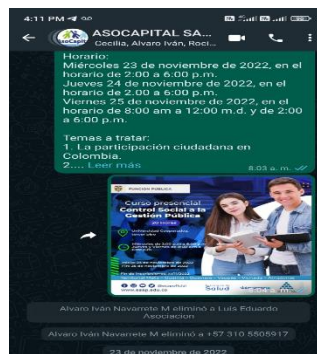 4:11 PM
ASOCAPITAL SA...
Cecilia, Alvaro Iván, Roci...
Horario:
Miércoles 23 de noviembre de 2022, en el
horario de 2:00 a 6:00 p.m.
Jueves 24 de noviembre de 2022, en el
horario de 2.00 a 6:00 p.m.
Viernes 25 de noviembre de 2022, en el
horario de 8:00 am a 12:00 m.d. y de 2:00
a 6:00 p.m.
Temas a tratar:
1. La participación ciudadana en
Colombia.
2.... Leer más
8.03 a. m.
FUNCIÓN PÚBLICA
Curso presencial
Control Social a la
Gestión Pública
Salud
Alvaro Iván Navarrete M eliminó a Luis Eduardo
Asociacion
Alvaro Iván Navarrete M eliminó a +57 310 5505917
23 de noviembre de 2022